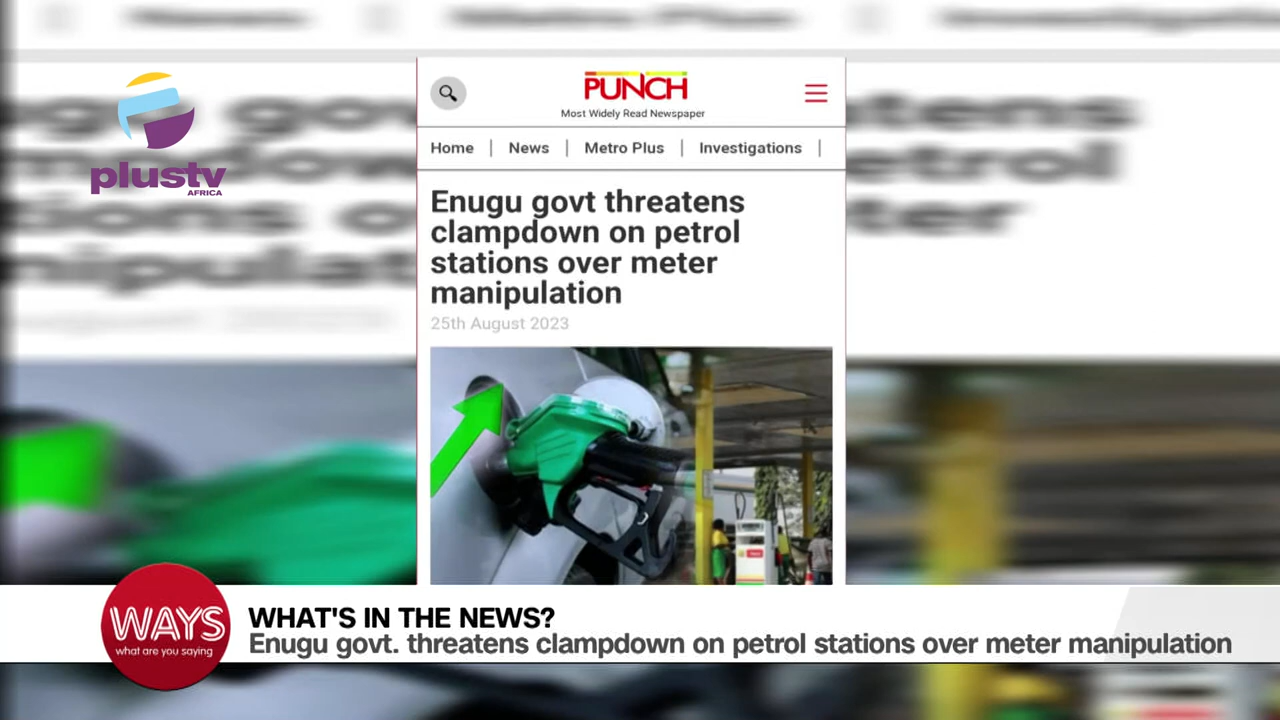 plustv
AFRICA
PUNCH
Most Widely Read Newspaper
Home | News | Metro Plus | Investigations |
Enugu govt threatens
clampdown on petrol
stations over meter
manipulation
25th August 2023
WAYS
what are you saying
WHAT'S IN THE NEWS?
Enugu govt. threatens clampdown on petrol stations over meter manipulation